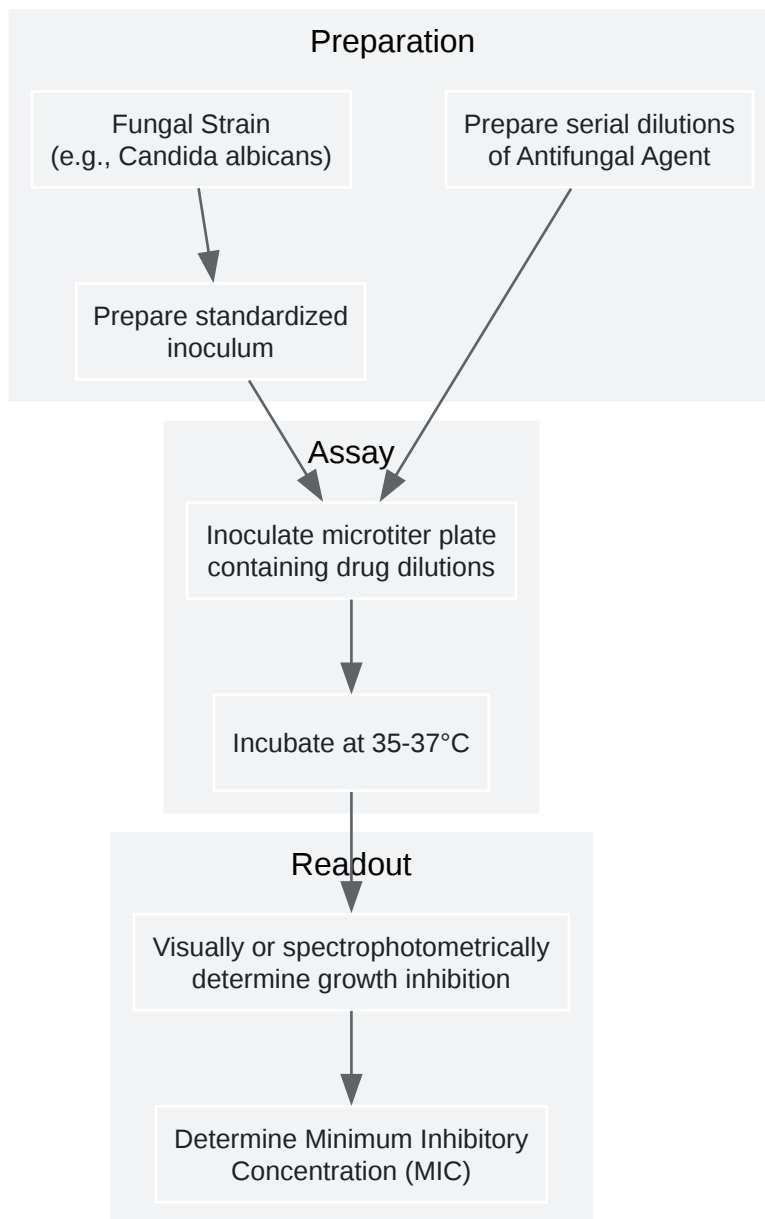 Preparation
Fungal Strain
(e.g., Candida albicans)
Prepare serial dilutions
of Antifungal Agent
Prepare standardized
inoculum
Assay
Inoculate microtiter plate
containing drug dilutions
Incubate at 35-37°C
Readout
Visually or spectrophotometrically
determine growth inhibition
Determine Minimum Inhibitory
Concentration (MIC)